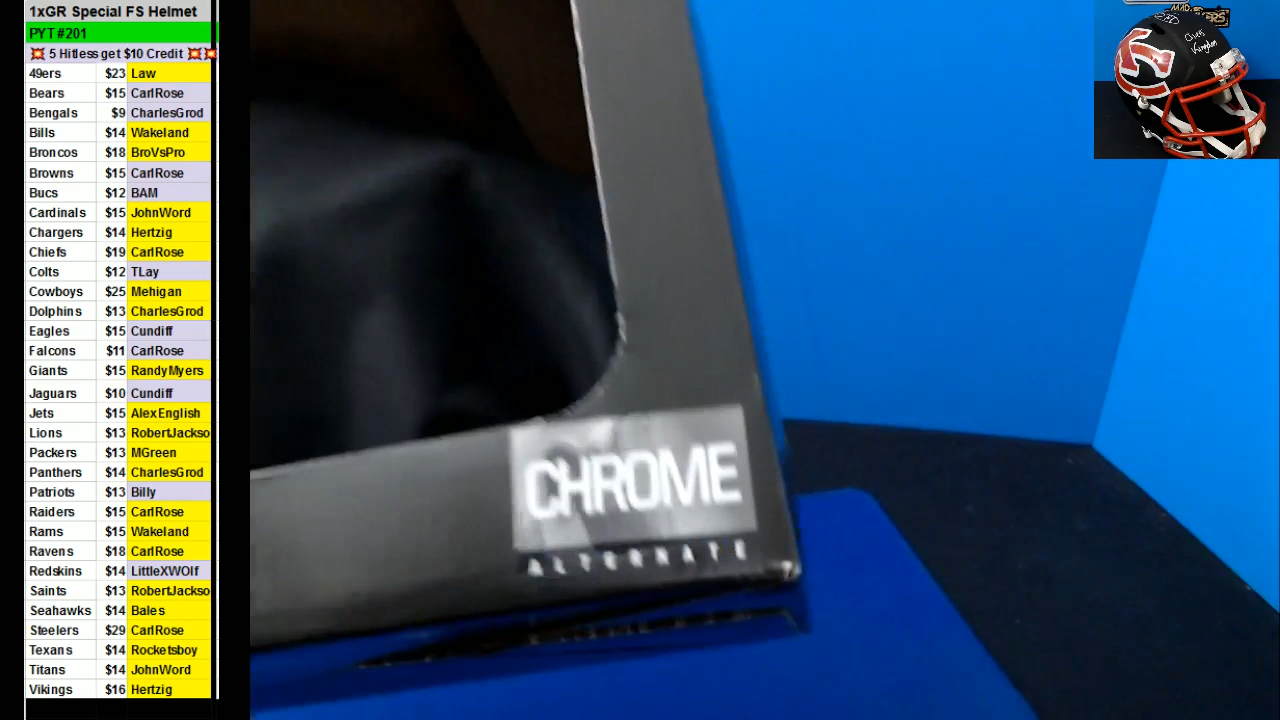 1xGR Special FS Helmet
PYT #201
💥 5 Hitless get $10 Credit 💥💥
49ers $23 Law
Bears $15 CarlRose
Bengals $9 CharlesGrod
Bills $14 Wakeland
Broncos $18 BroVsPro
Browns $15 CarlRose
Bucs $12 BAM
Cardinals $15 JohnWord
Chargers $14 Hertzig
Chiefs $19 CarlRose
Colts $12 TLay
Cowboys $25 Mehigan
Dolphins $13 CharlesGrod
Eagles $15 Cundiff
Falcons $11 CarlRose
Giants $15 RandyMyers
Jaguars $10 Cundiff
Jets $15 AlexEnglish
Lions $13 RobertJackso
Packers $13 MGreen
Panthers $14 CharlesGrod
Patriots $13 Billy
Raiders $15 CarlRose
Rams $15 Wakeland
Ravens $18 CarlRose
Redskins $14 LittleXWOlf
Saints $13 RobertJackso
Seahawks $14 Bales
Steelers $29 CarlRose
Texans $14 Rocketsboy
Titans $14 JohnWord
Vikings $16 Hertzig
CHROME
ALTERNATE
Chiefs
Kingdom